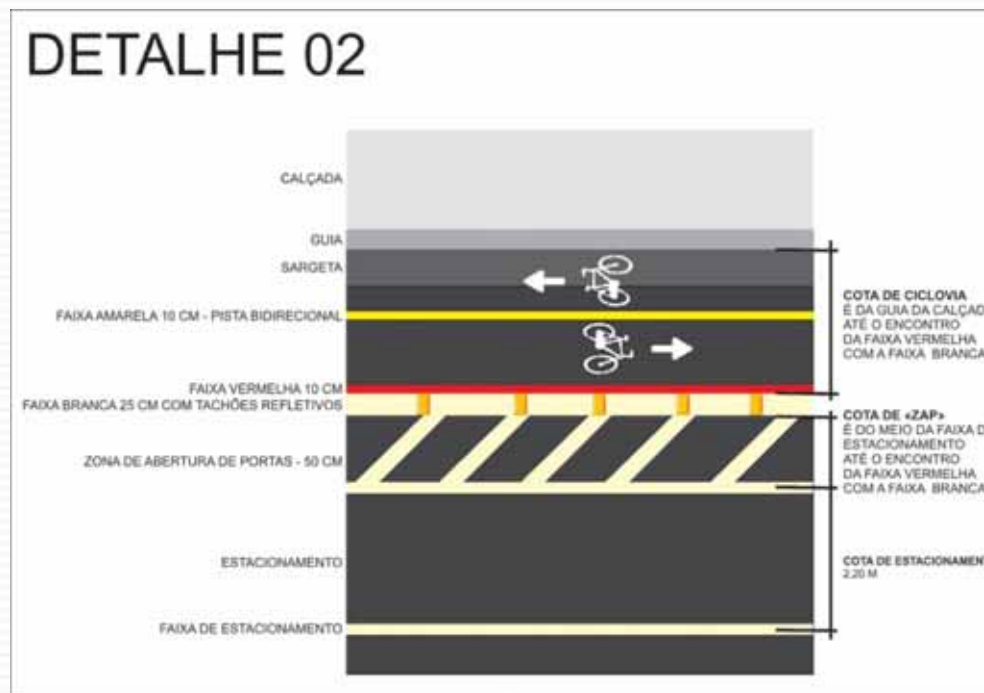 DETALHE 02
CALÇADA
GUIA
SARGETA
FAIXA AMARELA 10 CM - PISTA BIDIRECIONAL
FAIXA VERMELHA 10 CM
FAIXA BRANCA 25 CM COM TACHÕES REFLETIVOS
ZONA DE ABERTURA DE PORTAS - 50 CM
ESTACIONAMENTO
FAIXA DE ESTACIONAMENTO
COTA DE CICLOVIA
É DA GUIA DA CALÇAD
ATÉ O ENCONTRO
DA FAIXA VERMELHA
COM A FAIXA BRANCA
COTA DE «ZAP»
É DO MEIO DA FAIXA D
ESTACIONAMENTO
ATÉ O ENCONTRO
DA FAIXA VERMELHA
COM A FAIXA BRANCA
COTA DE ESTACIONAMEN
2,20 M